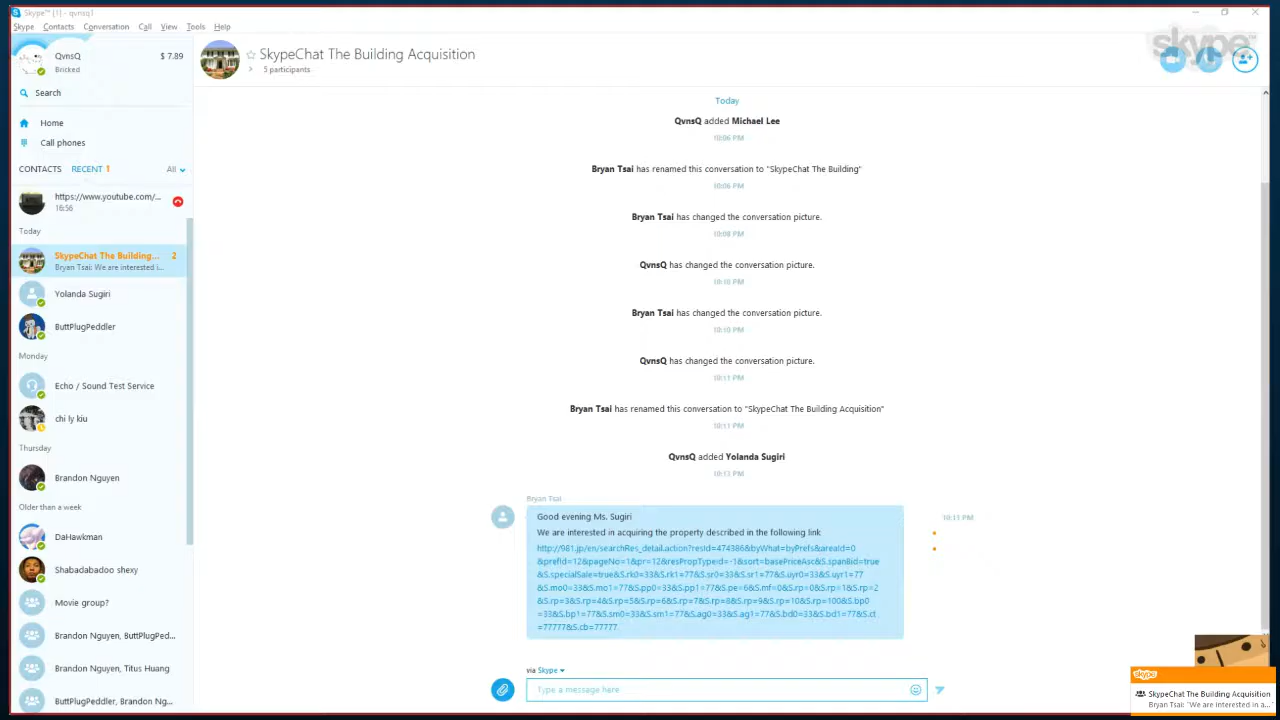 Skype™ [1] - qvnsq1
Skype Contacts Conversation Call View Tools Help
QvnsQ $ 7.89
Bricked
Search
Home
Call phones
CONTACTS RECENT 1 All
https://www.youtube.com/...
16:56
Today
SkypeChat The Building... 2
Bryan Tsai: We are interested i...
Yolanda Sugiri
ButtPlugPeddler
Monday
Echo / Sound Test Service
chi ly kiu
Thursday
Brandon Nguyen
Older than a week
DaHawkman
Shabadabadoo shexy
Movie group?
Brandon Nguyen, ButtPlugPed...
Brandon Nguyen, Titus Huang
ButtPlugPeddler, Brandon Ng...
SkypeChat The Building Acquisition
5 participants
skype™
Today
QvnsQ added Michael Lee
10:06 PM
Bryan Tsai has renamed this conversation to "SkypeChat The Building"
10:06 PM
Bryan Tsai has changed the conversation picture.
10:08 PM
QvnsQ has changed the conversation picture.
10:10 PM
Bryan Tsai has changed the conversation picture.
10:10 PM
QvnsQ has changed the conversation picture.
10:11 PM
Bryan Tsai has renamed this conversation to "SkypeChat The Building Acquisition"
10:11 PM
QvnsQ added Yolanda Sugiri
10:13 PM
Bryan Tsai
Good evening Ms. Sugiri 10:11 PM
We are interested in acquiring the property described in the following link
http://981.jp/en/searchRes_detail.action?resId=474386&byWhat=byPrefs&areaId=0
&prefId=12&pageNo=1&pr=12&resPropTypeid=-1&sort=basePriceAsc&S.spanBid=true
&S.specialSale=true&S.rk0=33&S.rk1=77&S.sr0=33&S.sr1=77&S.uyr0=33&S.uyr1=77
&S.mo0=33&S.mo1=77&S.pp0=33&S.pp1=77&S.pe=6&S.mf=0&S.rp=0&S.rp=1&S.rp=2
&S.rp=3&S.rp=4&S.rp=5&S.rp=6&S.rp=7&S.rp=8&S.rp=9&S.rp=10&S.rp=100&S.bp0
=33&S.bp1=77&S.sm0=33&S.sm1=77&S.ag0=33&S.ag1=77&S.bd0=33&S.bd1=77&S.ct
=77777&S.cb=77777.
via Skype
Type a message here
skype
SkypeChat The Building Acquisition
Bryan Tsai: "We are interested in a...